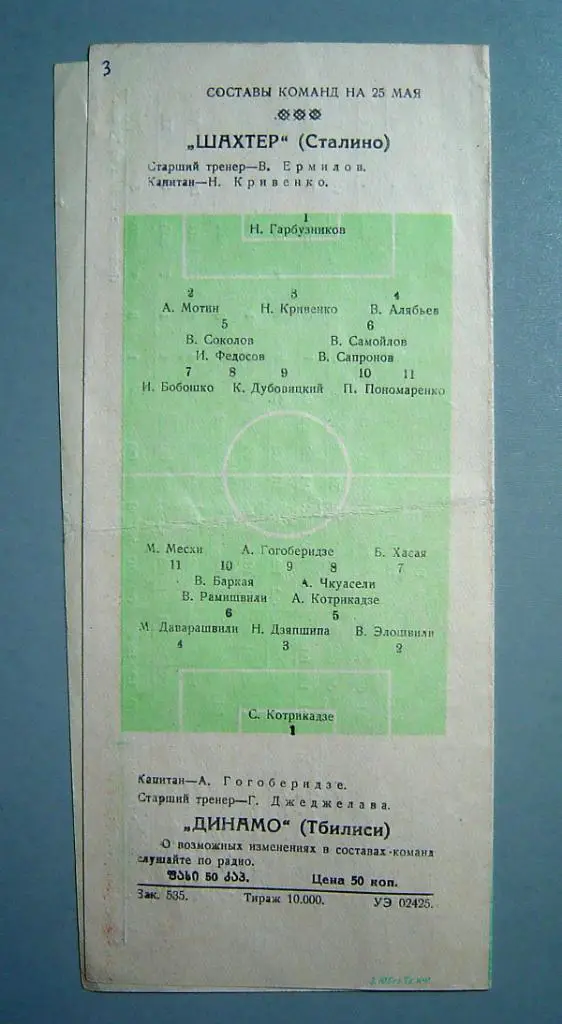 3
СОСТАВЫ КОМАНД НА 25 МАЯ
„ШАХТЕР“ (Сталино)
Старший тренер—В. Ермилов.
Капитан—Н. Кривенко.
1
Н. Гарбузников
2 3 4
А. Мотин Н. Кривенко В. Алябьев
5 6
В. Соколов В. Самойлов
И. Федосов В. Сапронов
7 8 9 10 11
И. Бобошко К. Дубовицкий П. Пономаренко
М. Месхи А. Гогоберидзе Б. Хасая
11 10 9 8 7
В. Баркая А. Чкуасели
В. Рамишвили А. Котрикадзе
6 5
М. Даварашвили Н. Дзяпшипа В. Элошвили
4 3 2
С. Котрикадзе
1
Капитан—А. Гогоберидзе.
Старший тренер—Г. Джеджелава.
„ДИНАМО“ (Тбилиси)
О возможных изменениях в составах команд
слушайте по радио.
ფასი 50 კაპ. Цена 50 коп.
Зак. 535. Тираж 10.000. УЭ 02425.